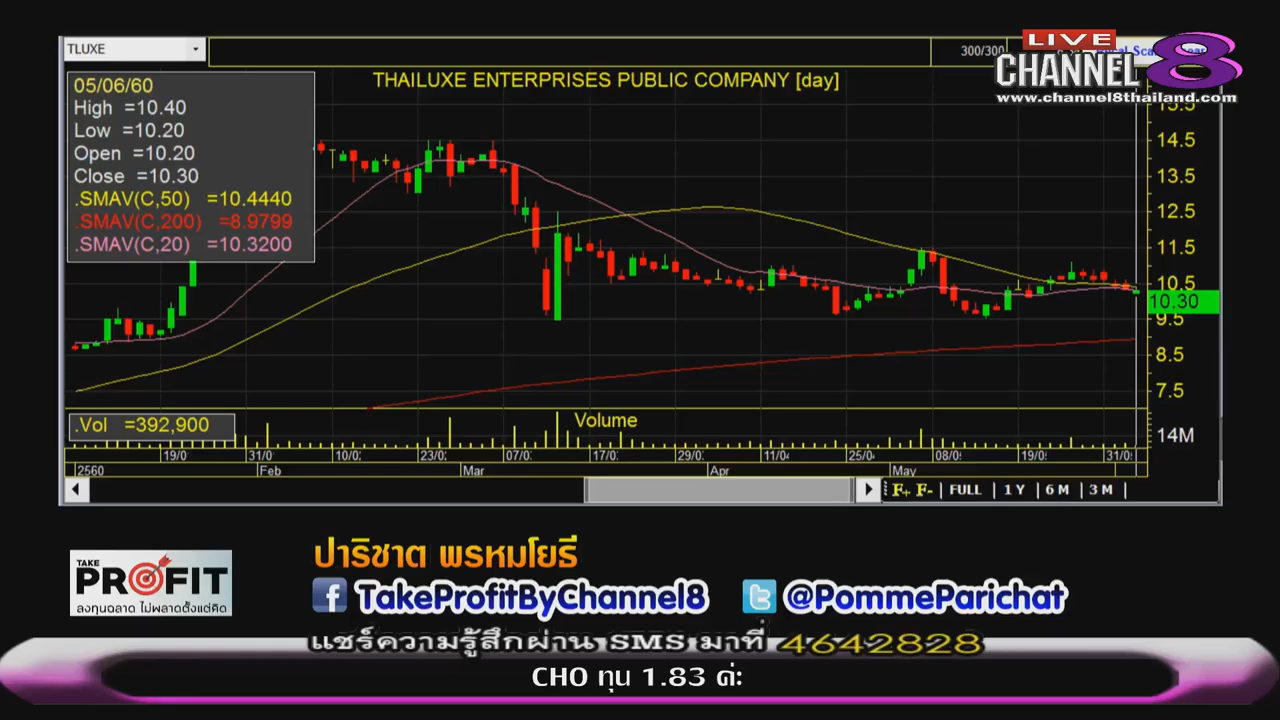 TLUXE
300/300
LIVE
CHANNEL 8
www.channel8thailand.com
THAILUXE ENTERPRISES PUBLIC COMPANY [day]
05/06/60
High =10.40
Low =10.20
Open =10.20
Close =10.30
.SMAV(C,50) =10.4440
.SMAV(C,200) =8.9799
.SMAV(C,20) =10.3200
15.5
14.5
13.5
12.5
11.5
10.5
10.30
9.5
8.5
7.5
.Vol =392,900
Volume
14M
19/0 31/0 10/0 23/0 07/0 17/0 29/0 11/04 25/04 08/0 19/0 31/0
2560 Feb Mar Apr May
F+ F- FULL 1 Y 6 M 3 M
TAKE
PROFIT
ลงทุนฉลาด ไม่พลาดตั้งแต่คิด
ปาริชาต พรหมโยธี
TakeProfitByChannel8
@PommeParichat
แชร์ความรู้สึกผ่าน SMS มาที่ 4642828
CHO ทุน 1.83 ค่ะ